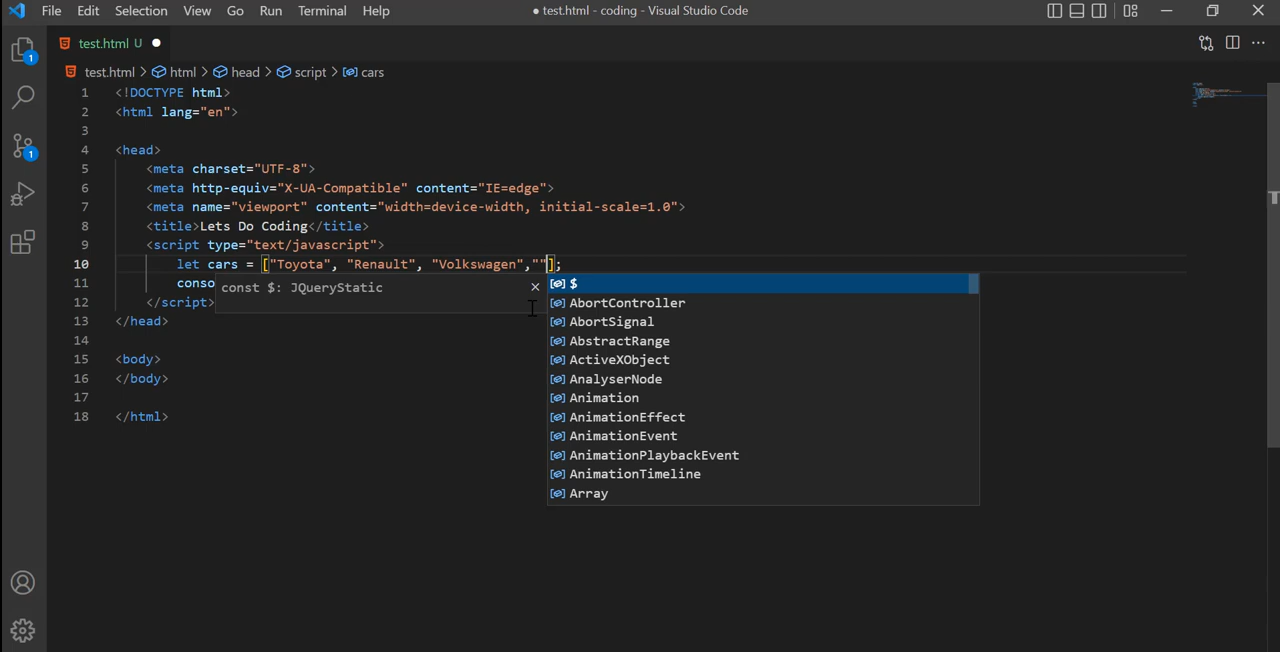 File Edit Selection View Go Run Terminal Help ● test.html - coding - Visual Studio Code
test.html U ●
test.html > html > head > script > cars
1 <!DOCTYPE html>
2 <html lang="en">
3
4 <head>
5 <meta charset="UTF-8">
6 <meta http-equiv="X-UA-Compatible" content="IE=edge">
7 <meta name="viewport" content="width=device-width, initial-scale=1.0">
8 <title>Lets Do Coding</title>
9 <script type="text/javascript">
10 let cars = ["Toyota", "Renault", "Volkswagen",""];
11 conso
12 </script>
13 </head>
14
15 <body>
16 </body>
17
18 </html>
const $: JQueryStatic ×
$
AbortController
AbortSignal
AbstractRange
ActiveXObject
AnalyserNode
Animation
AnimationEffect
AnimationEvent
AnimationPlaybackEvent
AnimationTimeline
Array
1
1